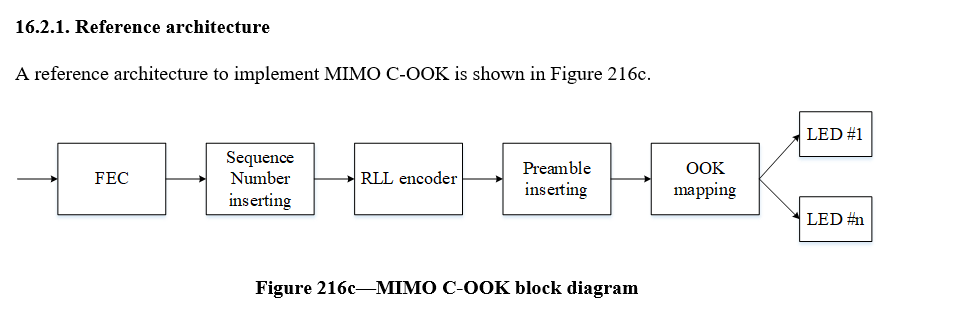 16.2.1. Reference architecture
A reference architecture to implement MIMO C-OOK is shown in Figure 216c.
FEC
Sequence
Number
inserting
RLL encoder
Preamble
inserting
OOK
mapping
LED #1
LED #n
Figure 216c—MIMO C-OOK block diagram